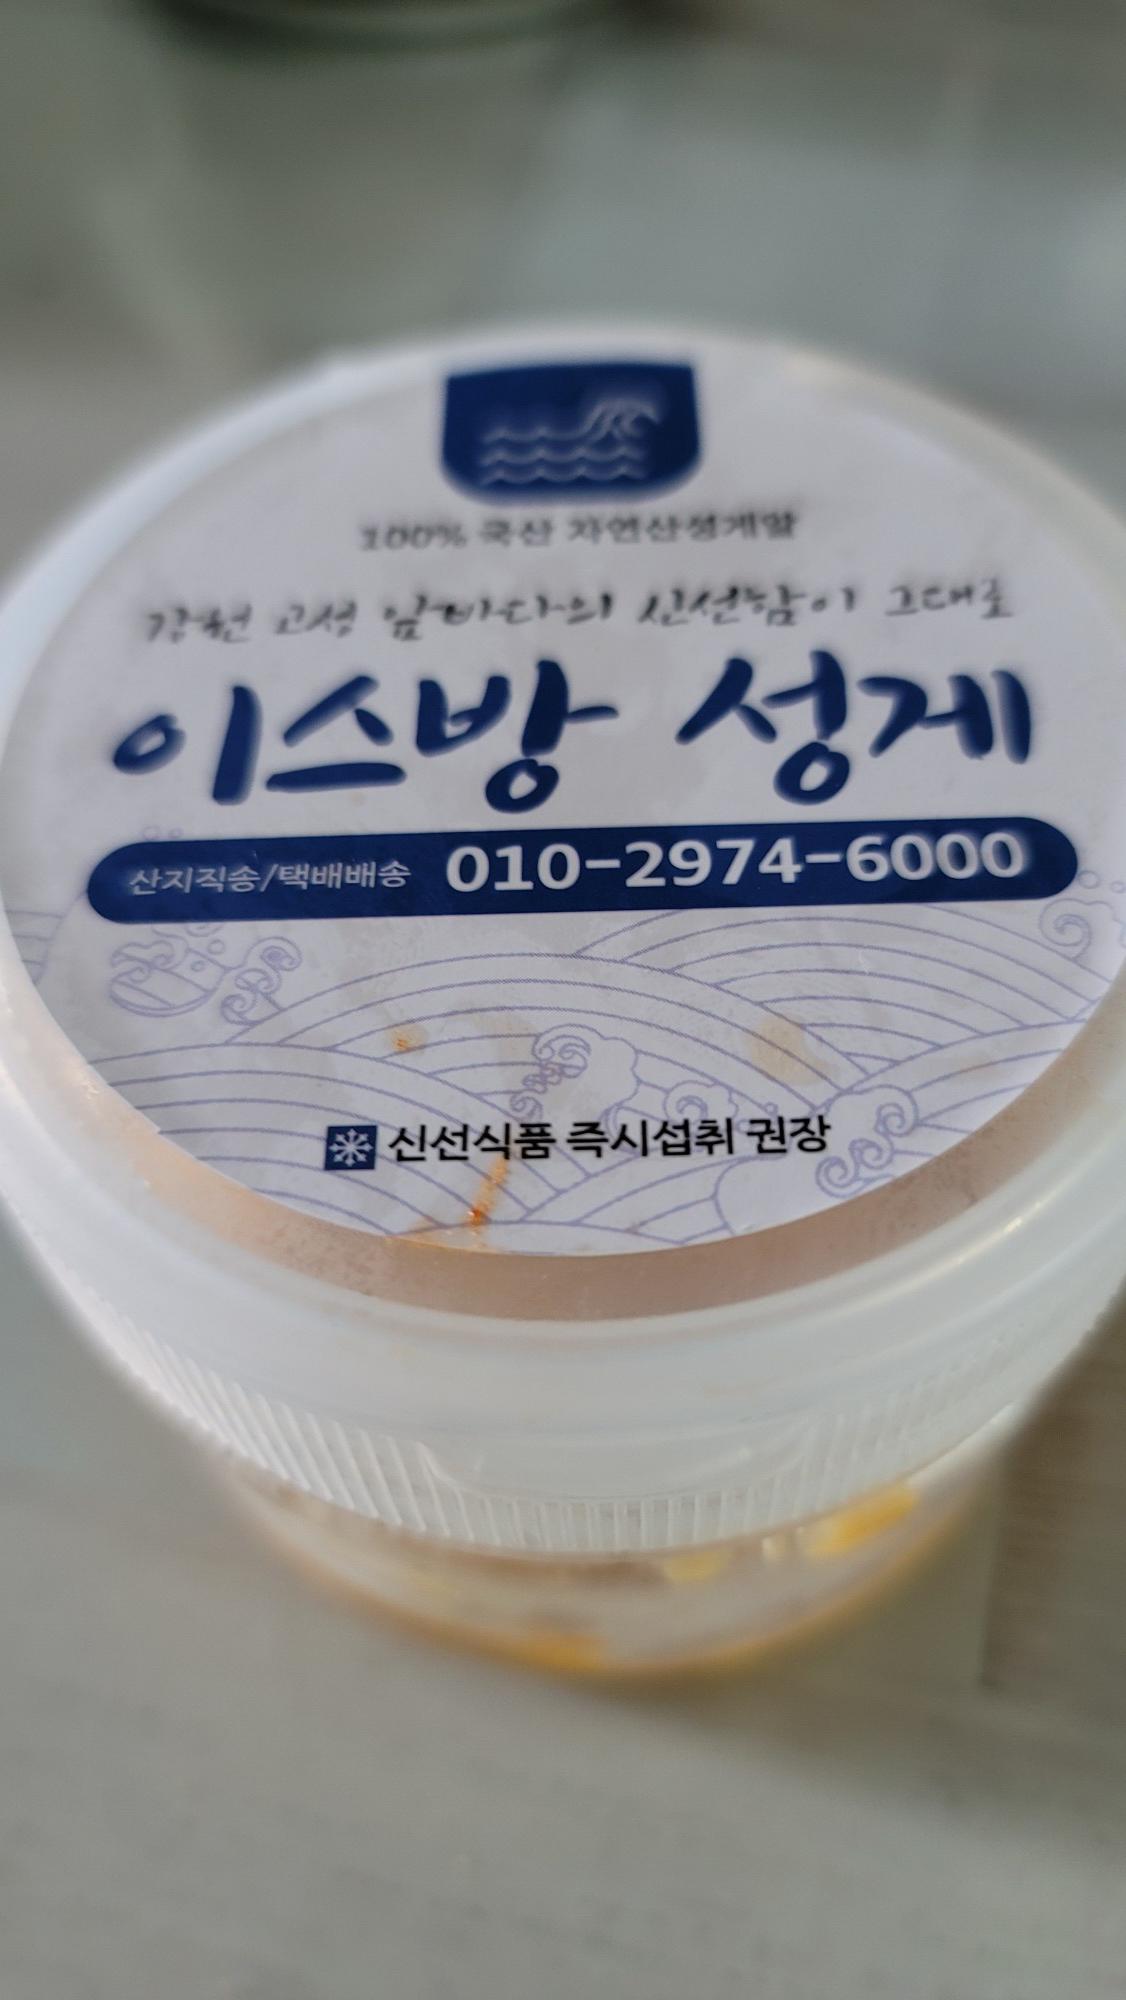 100% 국산 자연산성게알
강원 고성 앞바다의 신선함이 그대로
이스방 성게
산지직송/택배배송 010-2974-6000
신선식품 즉시섭취 권장